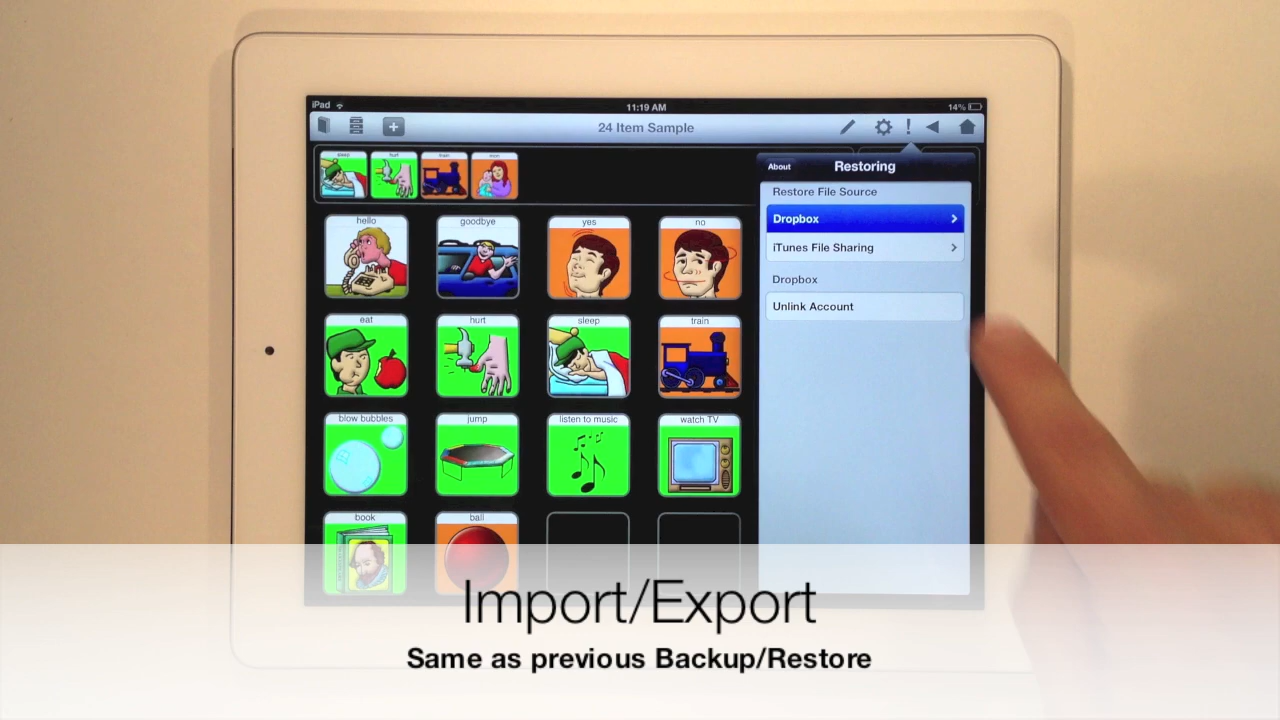 iPad
11:19 AM
14%
24 Item Sample
sleep
hurt
train
mom
About
Restoring
Restore File Source
Dropbox
iTunes File Sharing
Dropbox
Unlink Account
hello
goodbye
yes
no
eat
hurt
sleep
train
blow bubbles
jump
listen to music
watch TV
book
ball
Import/Export
Same as previous Backup/Restore